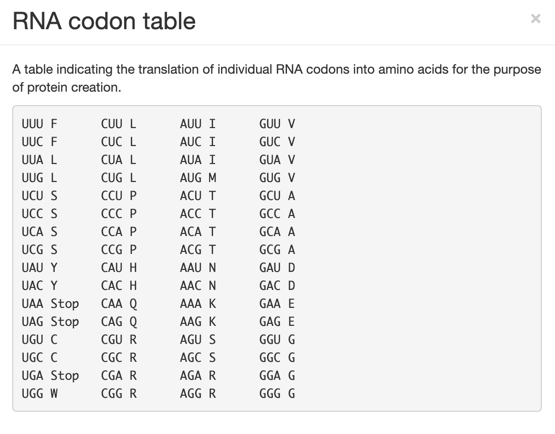 RNA codon table
×
A table indicating the translation of individual RNA codons into amino acids for the purpose
of protein creation.
UUU F CUU L AUU I GUU V
UUC F CUC L AUC I GUC V
UUA L CUA L AUA I GUA V
UUG L CUG L AUG M GUG V
UCU S CCU P ACU T GCU A
UCC S CCC P ACC T GCC A
UCA S CCA P ACA T GCA A
UCG S CCG P ACG T GCG A
UAU Y CAU H AAU N GAU D
UAC Y CAC H AAC N GAC D
UAA Stop CAA Q AAA K GAA E
UAG Stop CAG Q AAG K GAG E
UGU C CGU R AGU S GGU G
UGC C CGC R AGC S GGC G
UGA Stop CGA R AGA R GGA G
UGG W CGG R AGG R GGG G